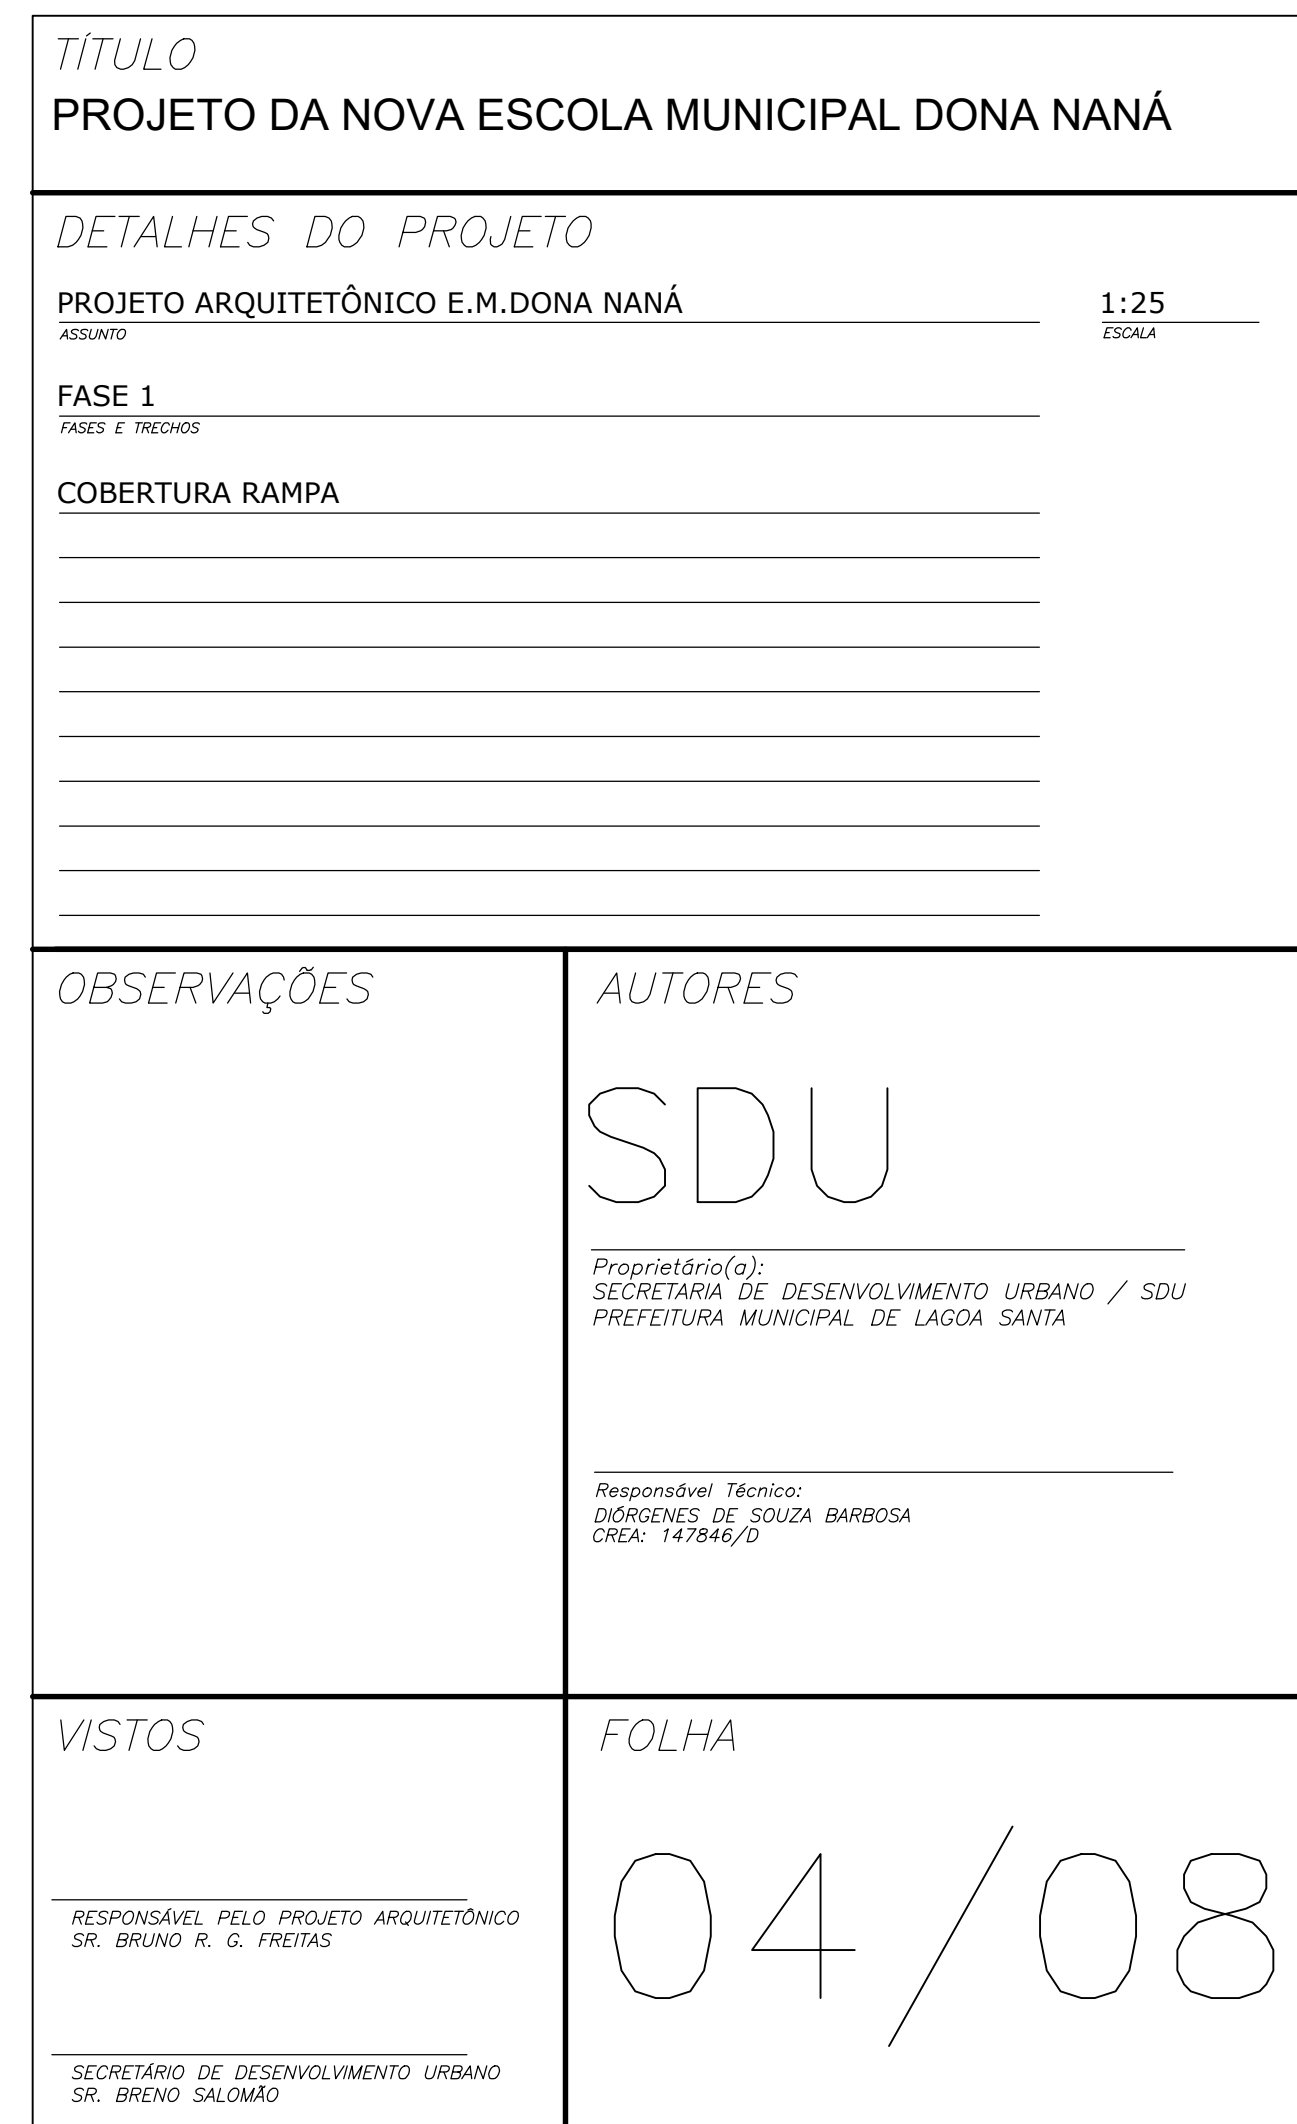 TÍTULO
PROJETO DA NOVA ESCOLA MUNICIPAL DONA NANÁ
DETALHES DO PROJETO
PROJETO ARQUITETÔNICO E.M.DONA NANÁ 1:25
ASSUNTO ESCALA
FASE 1
FASES E TRECHOS
COBERTURA RAMPA
OBSERVAÇÕES
AUTORES
SDU
Proprietário(a):
SECRETARIA DE DESENVOLVIMENTO URBANO / SDU
PREFEITURA MUNICIPAL DE LAGOA SANTA
Responsável Técnico:
DIÓRGENES DE SOUZA BARBOSA
CREA: 147846/D
VISTOS
RESPONSÁVEL PELO PROJETO ARQUITETÔNICO
SR. BRUNO R. G. FREITAS
SECRETÁRIO DE DESENVOLVIMENTO URBANO
SR. BRENO SALOMÃO
FOLHA
04/08